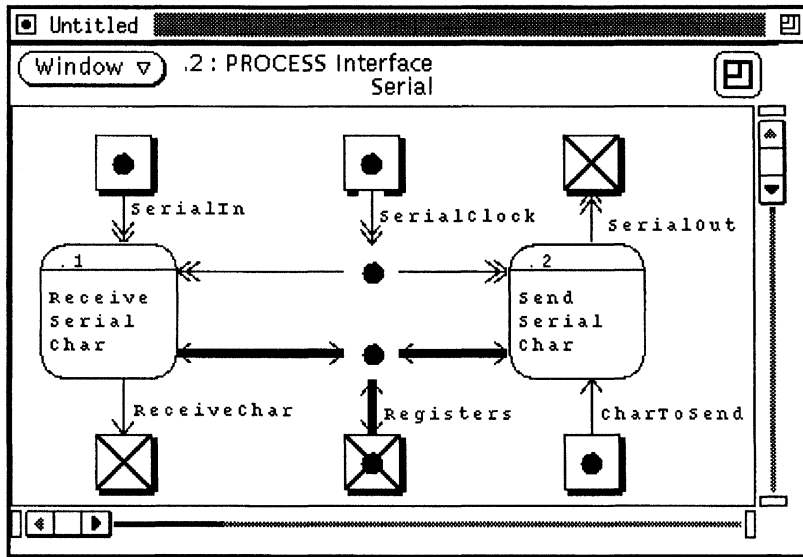 Untitled
Window ▽ .2 : PROCESS Interface
Serial
SerialIn
SerialClock
SerialOut
.1
.2
Receive
Serial
Char
Send
Serial
Char
ReceiveChar
Registers
CharToSend